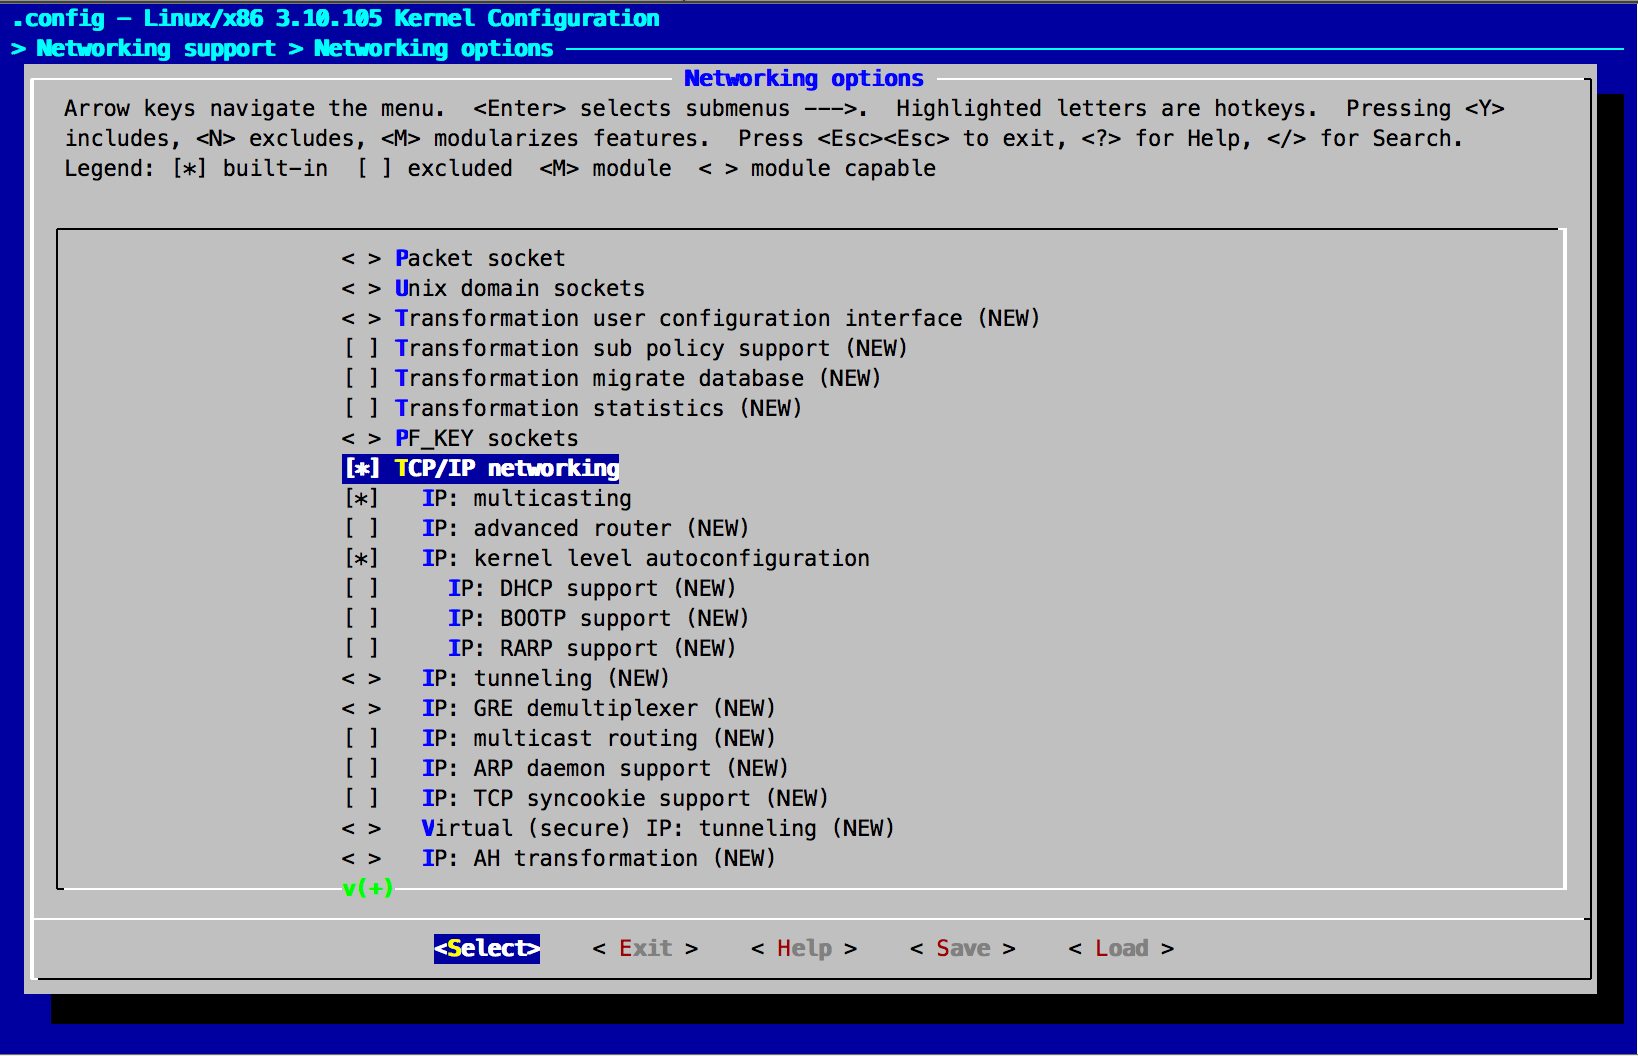 .config – Linux/x86 3.10.105 Kernel Configuration
> Networking support > Networking options
Networking options
Arrow keys navigate the menu.  <Enter> selects submenus --->.  Highlighted letters are hotkeys.  Pressing <Y>
includes, <N> excludes, <M> modularizes features.  Press <Esc><Esc> to exit, <?> for Help, </> for Search.
Legend: [*] built-in  [ ] excluded  <M> module  < > module capable
< > Packet socket
< > Unix domain sockets
< > Transformation user configuration interface (NEW)
[ ] Transformation sub policy support (NEW)
[ ] Transformation migrate database (NEW)
[ ] Transformation statistics (NEW)
< > PF_KEY sockets
[*] TCP/IP networking
[*]   IP: multicasting
[ ]   IP: advanced router (NEW)
[*]   IP: kernel level autoconfiguration
[ ]     IP: DHCP support (NEW)
[ ]     IP: BOOTP support (NEW)
[ ]     IP: RARP support (NEW)
< >   IP: tunneling (NEW)
< >   IP: GRE demultiplexer (NEW)
[ ]   IP: multicast routing (NEW)
[ ]   IP: ARP daemon support (NEW)
[ ]   IP: TCP syncookie support (NEW)
< >   Virtual (secure) IP: tunneling (NEW)
< >   IP: AH transformation (NEW)
v(+)
<Select>    < Exit >    < Help >    < Save >    < Load >